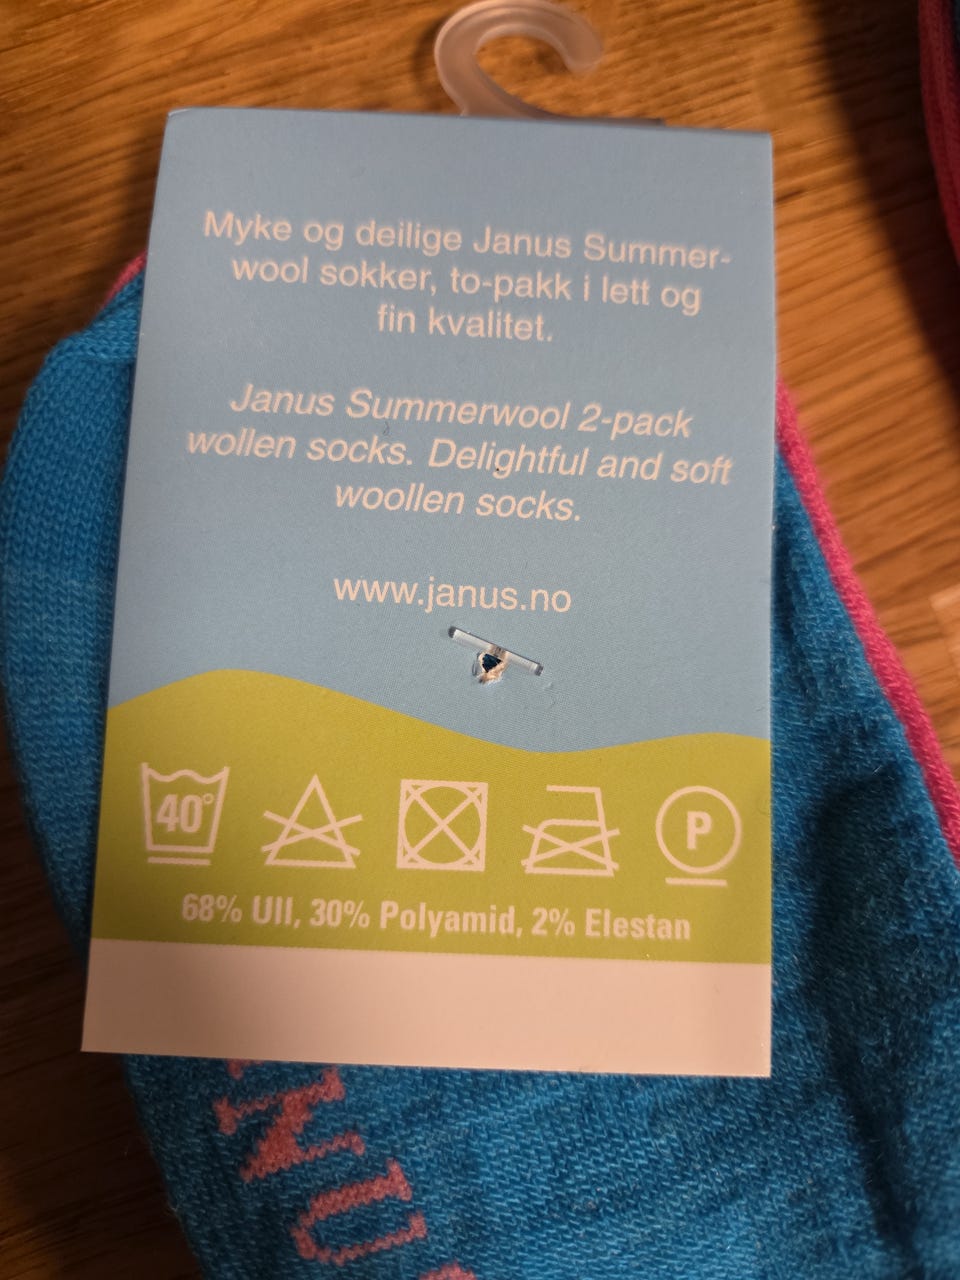 Myke og deilige Janus Summer-
wool sokker, to-pakk i lett og
fin kvalitet.
Janus Summerwool 2-pack
wollen socks. Delightful and soft
woollen socks.
www.janus.no
40°
P
68% Ull, 30% Polyamid, 2% Elestan
NU